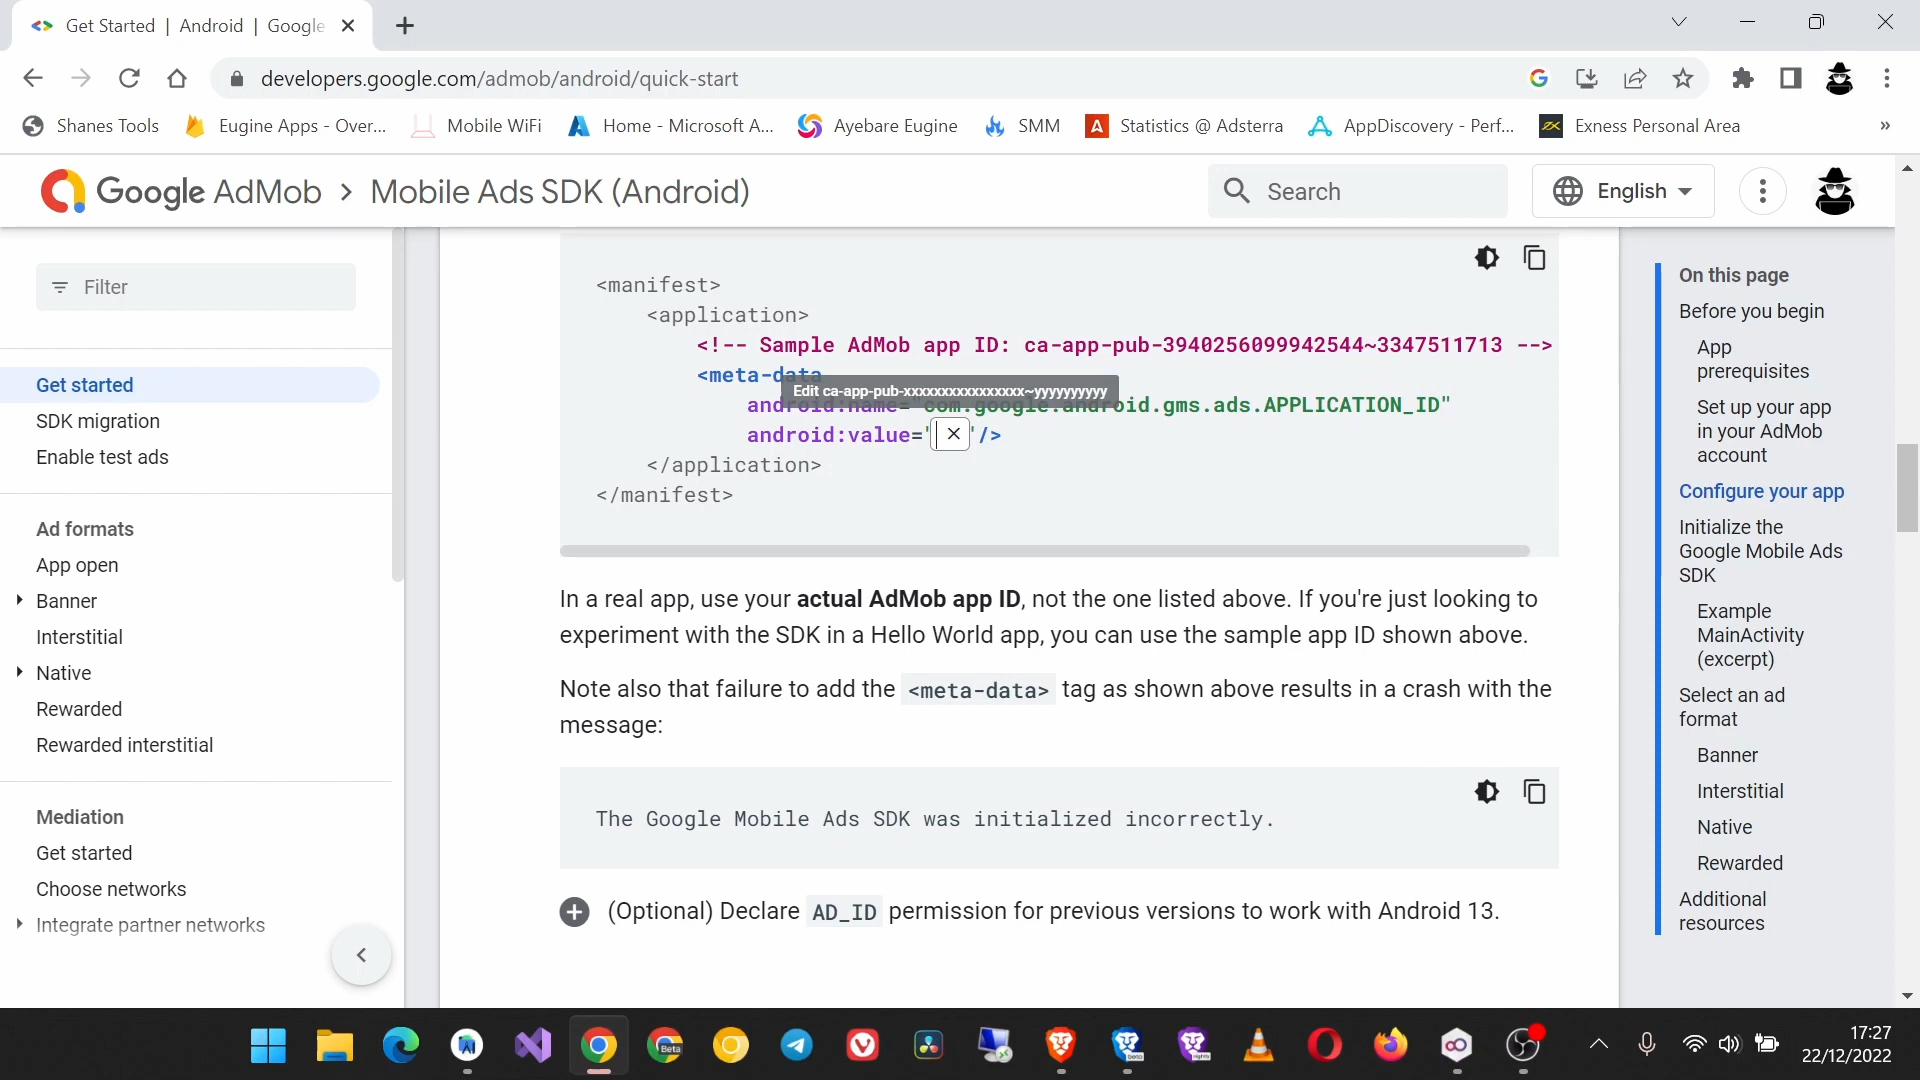 Get Started | Android | Google
developers.google.com/admob/android/quick-start
Shanes Tools
Eugine Apps - Over...
Mobile WiFi
Home - Microsoft A...
Ayebare Eugine
SMM
Statistics @ Adsterra
AppDiscovery - Perf...
Exness Personal Area
»
Google AdMob > Mobile Ads SDK (Android)
Search
English
Filter
Get started
SDK migration
Enable test ads
Ad formats
App open
Banner
Interstitial
Native
Rewarded
Rewarded interstitial
Mediation
Get started
Choose networks
Integrate partner networks
<manifest>
<application>
<!-- Sample AdMob app ID: ca-app-pub-3940256099942544~3347511713 -->
<meta-data
Edit ca-app-pub-xxxxxxxxxxxxxxxx~yyyyyyyyyy
android:name="com.google.android.gms.ads.APPLICATION_ID"
android:value=""/>
</application>
</manifest>
In a real app, use your actual AdMob app ID, not the one listed above. If you're just looking to
experiment with the SDK in a Hello World app, you can use the sample app ID shown above.
Note also that failure to add the <meta-data> tag as shown above results in a crash with the
message:
The Google Mobile Ads SDK was initialized incorrectly.
(Optional) Declare AD_ID permission for previous versions to work with Android 13.
On this page
Before you begin
App
prerequisites
Set up your app
in your AdMob
account
Configure your app
Initialize the
Google Mobile Ads
SDK
Example
MainActivity
(excerpt)
Select an ad
format
Banner
Interstitial
Native
Rewarded
Additional
resources
Beta
beta
nightly
17:27
22/12/2022